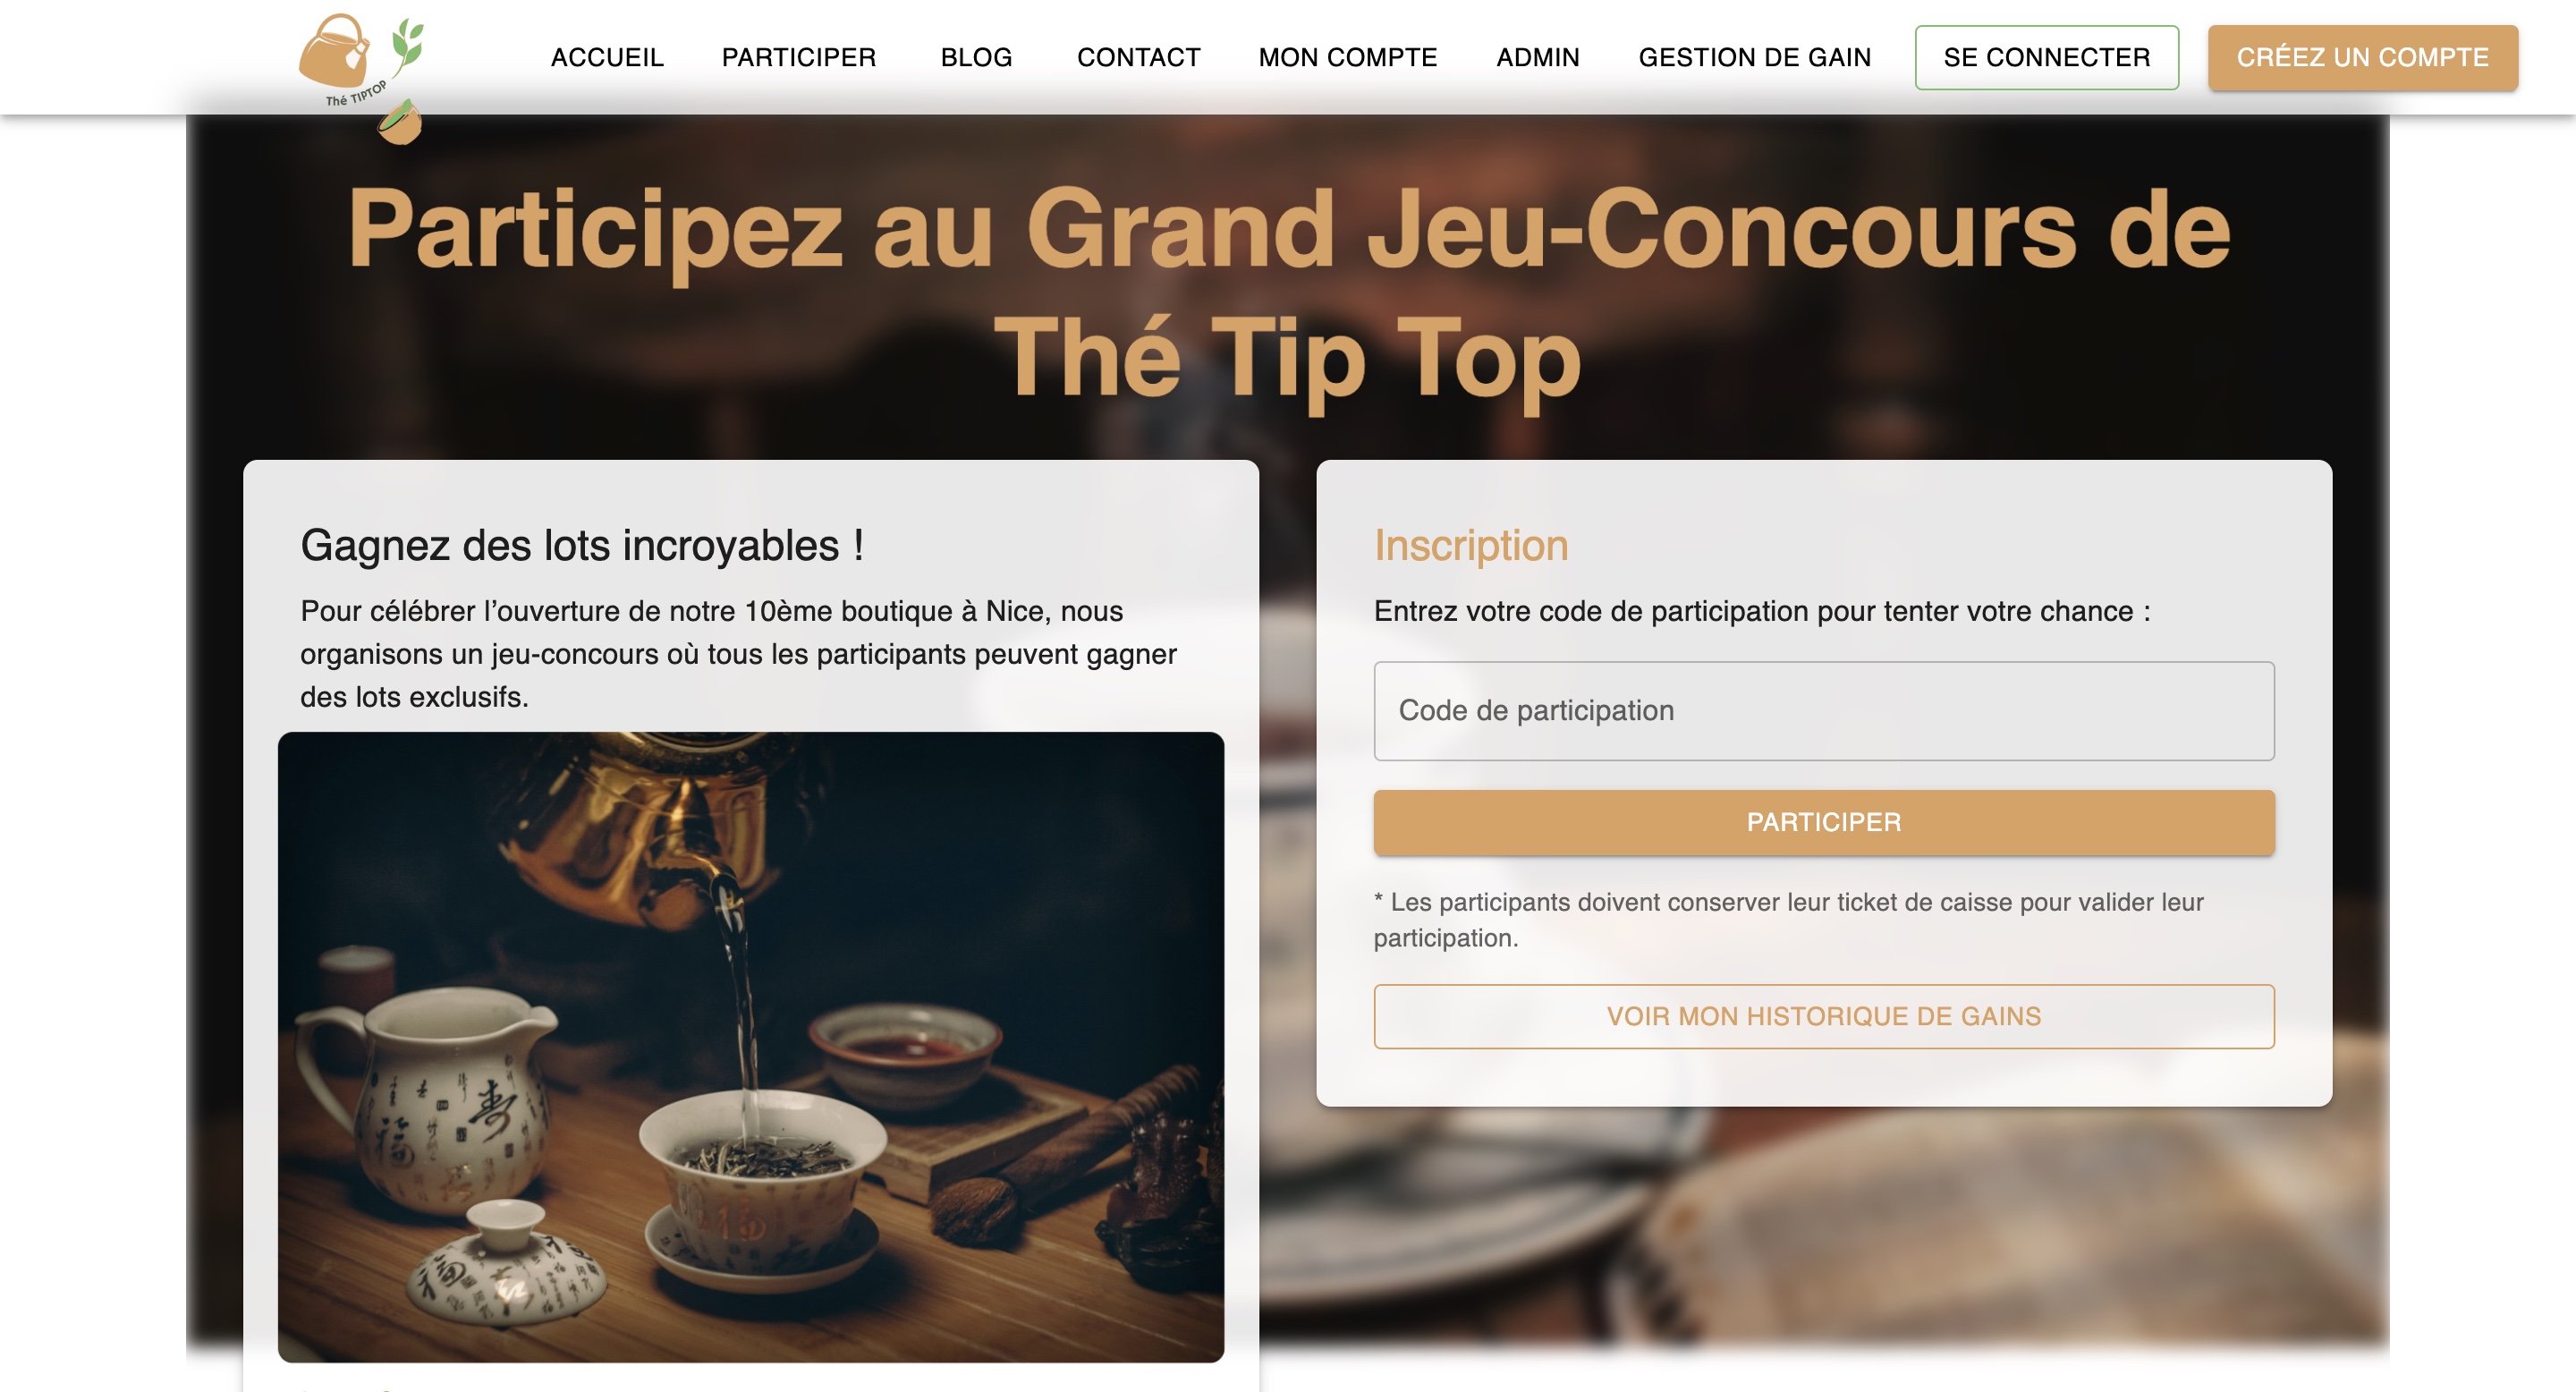 Thé TIPTOP
ACCUEIL
PARTICIPER
BLOG
CONTACT
MON COMPTE
ADMIN
GESTION DE GAIN
SE CONNECTER
CRÉEZ UN COMPTE
Participez au Grand Jeu-Concours de
Thé Tip Top
Gagnez des lots incroyables !
Pour célébrer l’ouverture de notre 10ème boutique à Nice, nous
organisons un jeu-concours où tous les participants peuvent gagner
des lots exclusifs.
寿
福
Inscription
Entrez votre code de participation pour tenter votre chance :
Code de participation
PARTICIPER
* Les participants doivent conserver leur ticket de caisse pour valider leur
participation.
VOIR MON HISTORIQUE DE GAINS